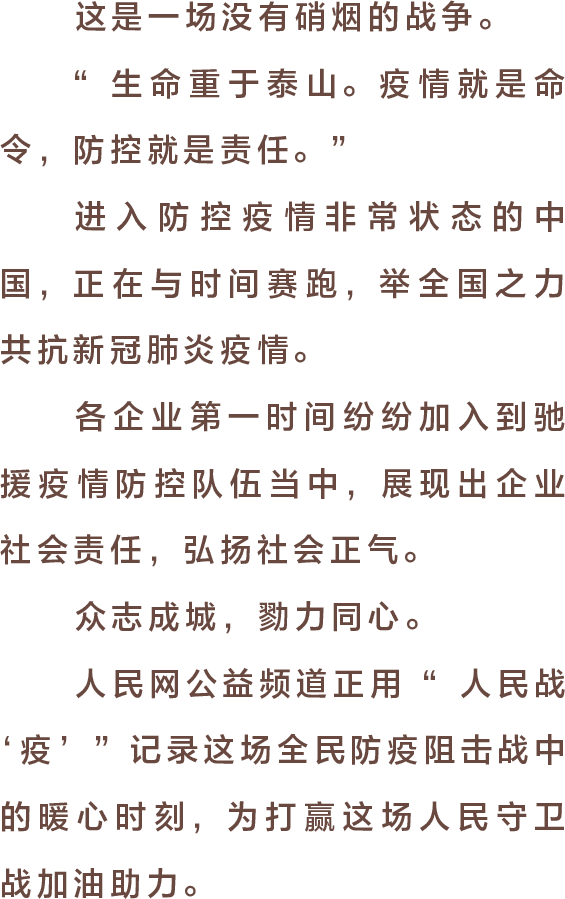 这是一场没有硝烟的战争。
“生命重于泰山。疫情就是命
令，防控就是责任。”
进入防控疫情非常状态的中
国，正在与时间赛跑，举全国之力
共抗新冠肺炎疫情。
各企业第一时间纷纷加入到驰
援疫情防控队伍当中，展现出企业
社会责任，弘扬社会正气。
众志成城，勠力同心。
人民网公益频道正用“人民战
‘疫’”记录这场全民防疫阻击战中
的暖心时刻，为打赢这场人民守卫
战加油助力。